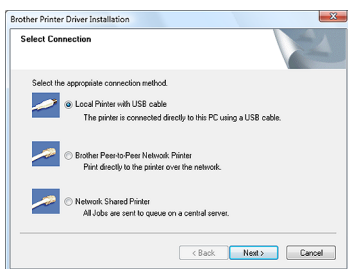 Brother Printer Driver Installation
Select Connection
Select the appropriate connection method.
Local Printer with USB cable
The printer is connected directly to this PC using a USB cable.
Brother Peer-to-Peer Network Printer
Print directly to the printer over the network.
Network Shared Printer
All Jobs are sent to queue on a central server.
< Back Next > Cancel